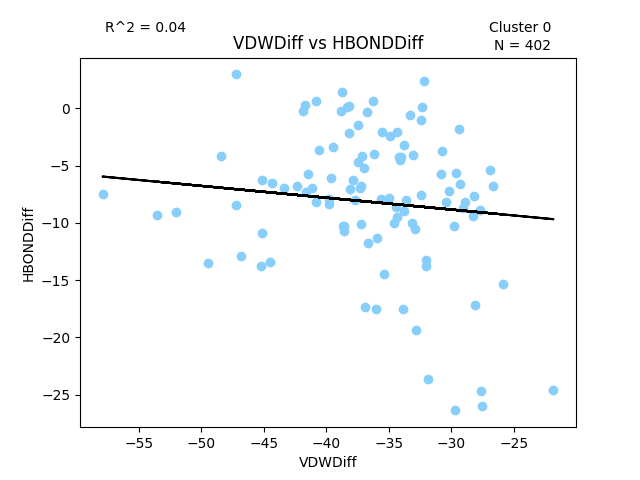 R^2 = 0.04
Cluster 0
N = 402
VDWDiff vs HBONDDiff
HBONDDiff
0
−5
−10
−15
−20
−25
−55
−50
−45
−40
−35
−30
−25
VDWDiff